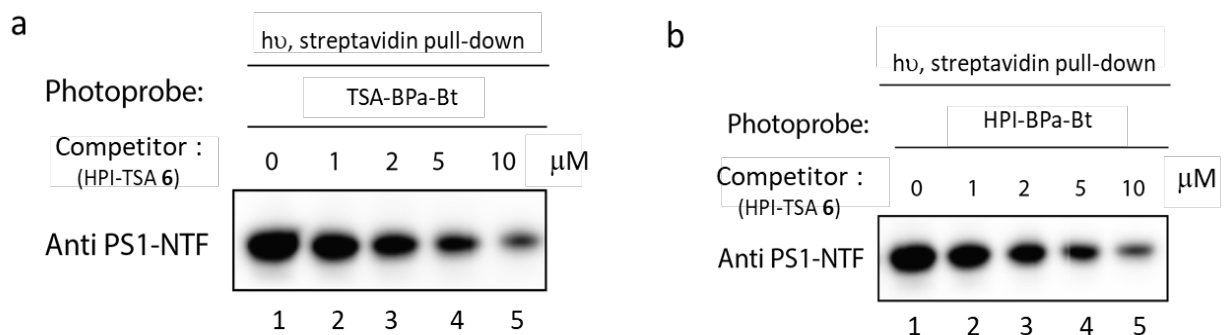 a
hυ, streptavidin pull-down
Photoprobe: TSA-BPa-Bt
Competitor : 0 1 2 5 10 μM
(HPI-TSA 6)
Anti PS1-NTF
1 2 3 4 5
b
hυ, streptavidin pull-down
Photoprobe: HPI-BPa-Bt
Competitor : 0 1 2 5 10 μM
(HPI-TSA 6)
Anti PS1-NTF
1 2 3 4 5